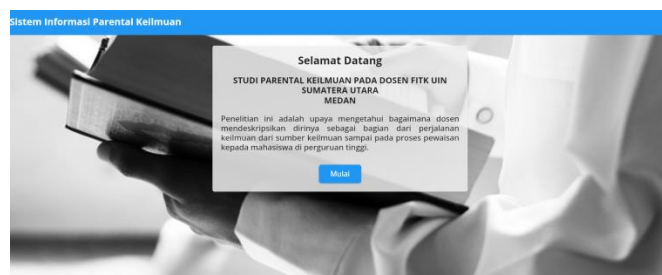 Sistem Informasi Parental Keilmuan
Selamat Datang
STUDI PARENTAL KEILMUAN PADA DOSEN FITK UIN
SUMATERA UTARA
MEDAN
Penelitian ini adalah upaya mengetahui bagaimana dosen
mendeskripsikan dirinya sebagai bagian dari perjalanan
keilmuan dari sumber keilmuan sampai pada proses pewaisan
kepada mahasiswa di perguruan tinggi.
Mulai